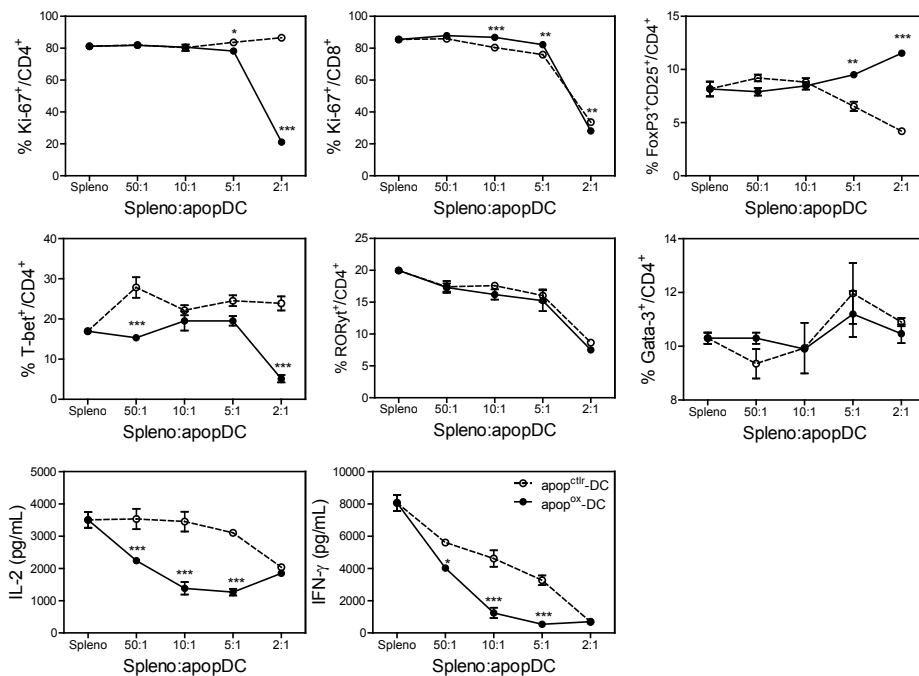 % Ki-67⁺/CD4⁺
100
80
60
40
20
0
*
***
Spleno 50:1 10:1 5:1 2:1
Spleno:apopDC
% Ki-67⁺/CD8⁺
100
80
60
40
20
0
***
**
**
Spleno 50:1 10:1 5:1 2:1
Spleno:apopDC
% FoxP3⁺CD25⁺/CD4⁺
15
10
5
0
**
***
Spleno 50:1 10:1 5:1 2:1
Spleno:apopDC
% T-bet⁺/CD4⁺
40
30
20
10
0
***
***
Spleno 50:1 10:1 5:1 2:1
Spleno:apopDC
% RORγt⁺/CD4⁺
25
20
15
10
5
0
Spleno 50:1 10:1 5:1 2:1
Spleno:apopDC
% Gata-3⁺/CD4⁺
14
12
10
8
Spleno 50:1 10:1 5:1 2:1
Spleno:apopDC
IL-2 (pg/mL)
5000
4000
3000
2000
1000
0
***
***
***
Spleno 50:1 10:1 5:1 2:1
Spleno:apopDC
IFN-γ (pg/mL)
10000
8000
6000
4000
2000
0
apopᶜᵗˡʳ-DC
apopᵒˣ-DC
*
***
***
Spleno 50:1 10:1 5:1 2:1
Spleno:apopDC